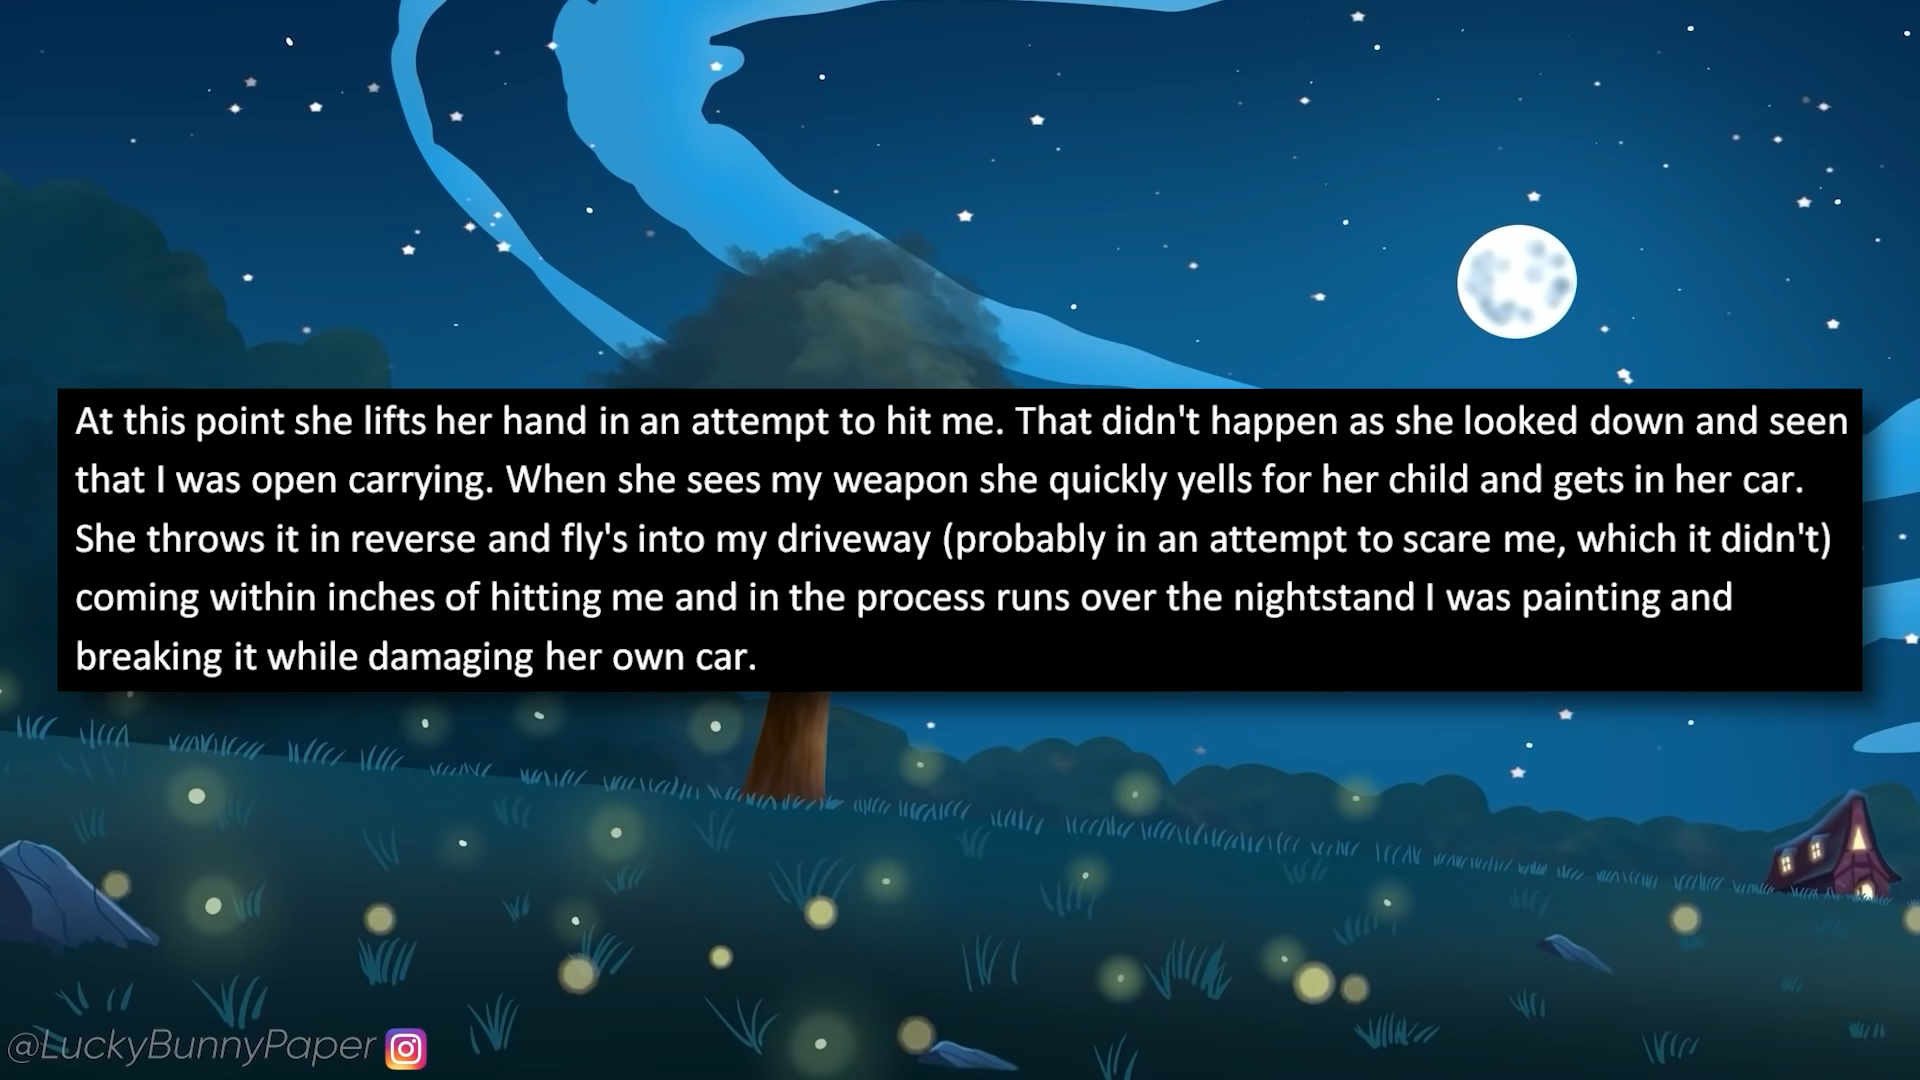 At this point she lifts her hand in an attempt to hit me. That didn't happen as she looked down and seen
that I was open carrying. When she sees my weapon she quickly yells for her child and gets in her car.
She throws it in reverse and fly's into my driveway (probably in an attempt to scare me, which it didn't)
coming within inches of hitting me and in the process runs over the nightstand I was painting and
breaking it while damaging her own car.
@LuckyBunnyPaper